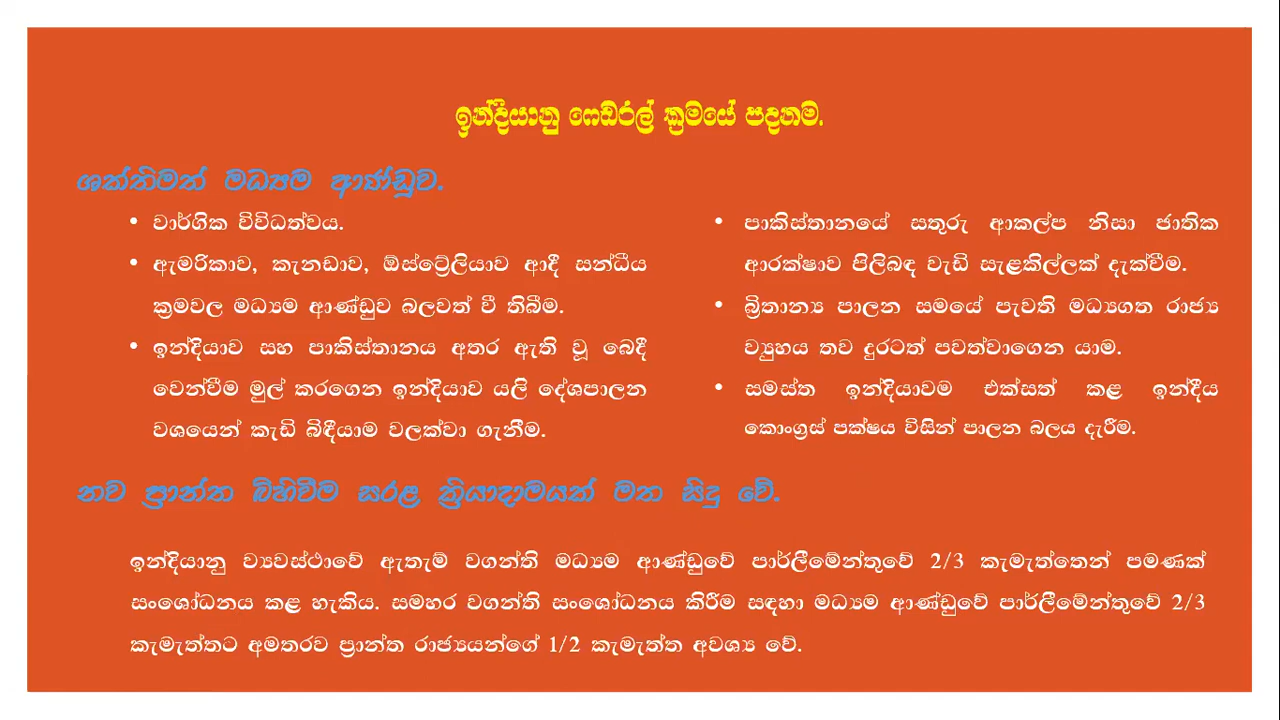 ඉන්දියානු ෆෙඩරල් ක්‍රමයේ පදනම.
ශක්තිමත් මධ්‍යම ආණ්ඩුව.
• වාර්ගික විවිධත්වය.
• ඇමරිකාව, කැනඩාව, ඕස්ට්‍රේලියාව ආදී සන්ධීය
ක්‍රමවල මධ්‍යම ආණ්ඩුව බලවත් වී තිබීම.
• ඉන්දියාව සහ පාකිස්තානය අතර ඇති වූ බෙදී
වෙන්වීම මුල් කරගෙන ඉන්දියාව යලි දේශපාලන
වශයෙන් කැඩි බිඳීයාම වලක්වා ගැනීම.
• පාකිස්තානයේ සතුරු ආකල්ප නිසා ජාතික
ආරක්ෂාව පිලිබඳ වැඩි සැළකිල්ලක් දැක්වීම.
• බ්‍රිතාන්‍ය පාලන සමයේ පැවති මධ්‍යගත රාජ්‍ය
ව්‍යුහය තව දුරටත් පවත්වාගෙන යාම.
• සමස්ත ඉන්දියාවම එක්සත් කළ ඉන්දීය
කොංග්‍රස් පක්ෂය විසින් පාලන බලය දැරීම.
නව ප්‍රාන්ත බිහිවීම සරළ ක්‍රියාදාමයක් මත සිදු වේ.
ඉන්දියානු ව්‍යවස්ථාවේ ඇතැම් වගන්ති මධ්‍යම ආණ්ඩුවේ පාර්ලිමේන්තුවේ 2/3 කැමැත්තෙන් පමණක්
සංශෝධනය කළ හැකිය. සමහර වගන්ති සංශෝධනය කිරීම සඳහා මධ්‍යම ආණ්ඩුවේ පාර්ලිමේන්තුවේ 2/3
කැමැත්තට අමතරව ප්‍රාන්ත රාජ්‍යයන්ගේ 1/2 කැමැත්ත අවශ්‍ය වේ.